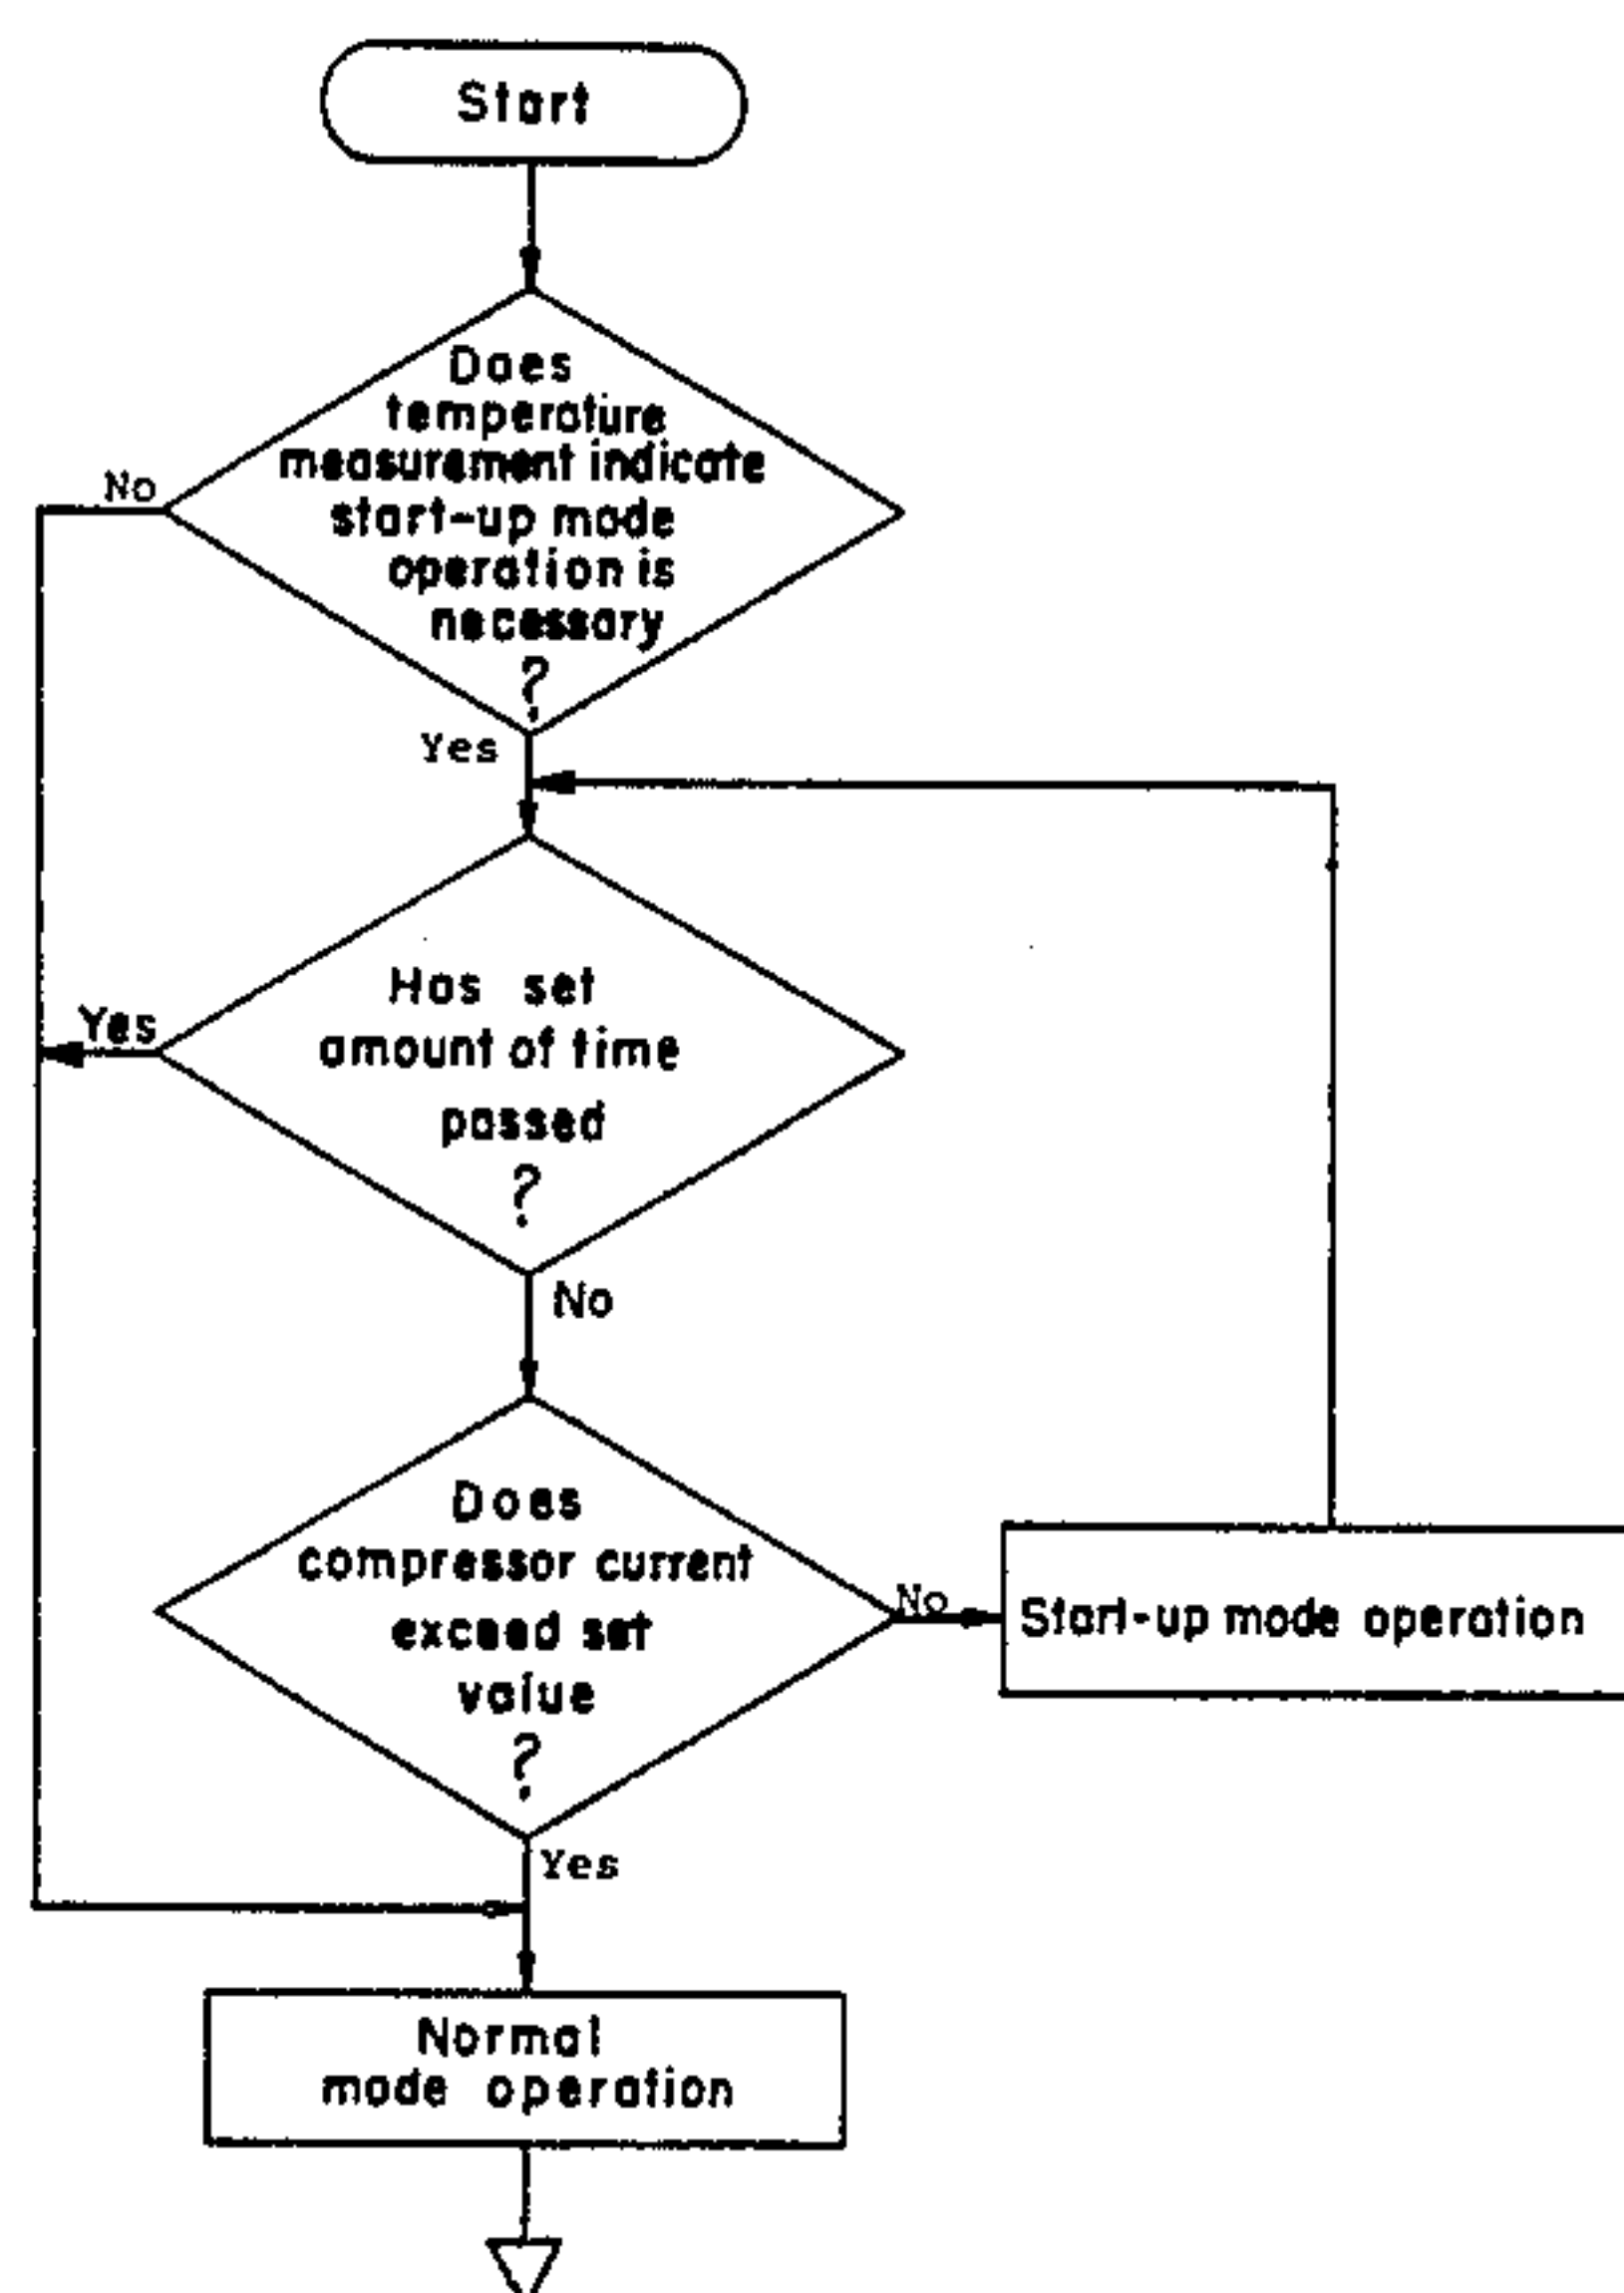 Start
Does
temperature
measurement indicate
start-up mode
operation is
necessary
?
No
Yes
Has set
amount of time
passed
?
Yes
No
Does
compressor current
exceed set
value
?
No
Start-up mode operation
Yes
Normal
mode operation